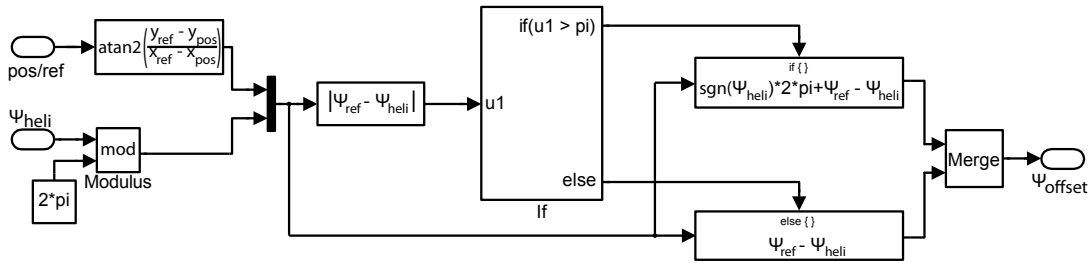 pos/ref
atan2(y_ref - y_pos / x_ref - x_pos)
Ψ_heli
mod
Modulus
2*pi
|Ψ_ref - Ψ_heli|
u1
if(u1 > pi)
else
If
if { }
sgn(Ψ_heli)*2*pi+Ψ_ref - Ψ_heli
else { }
Ψ_ref - Ψ_heli
Merge
Ψ_offset